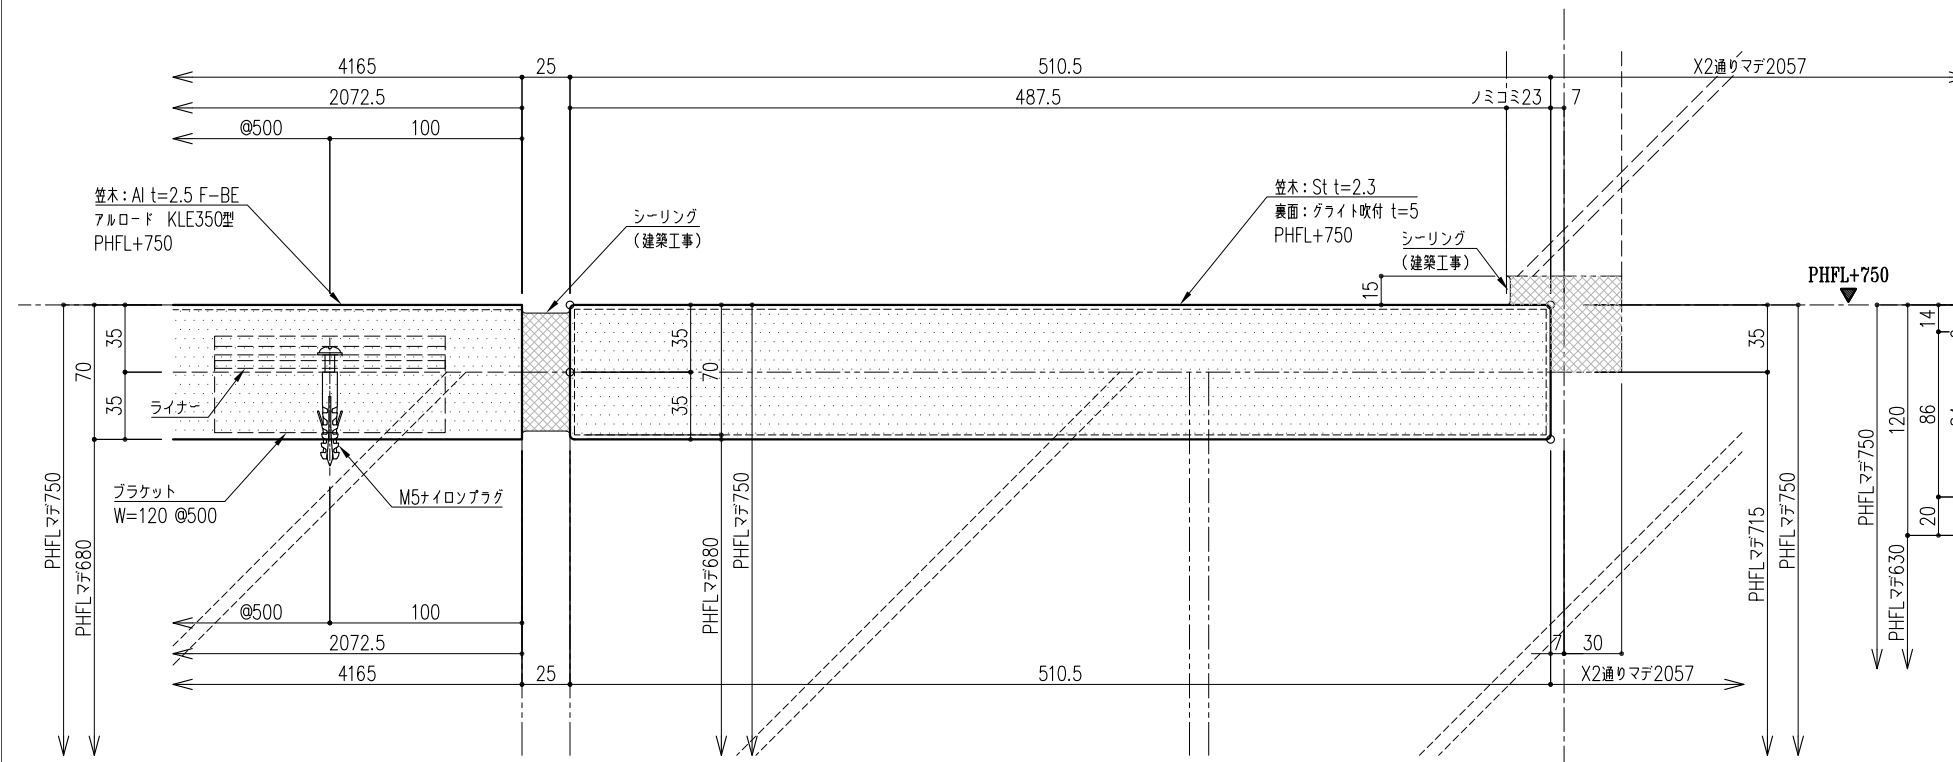 4165
25
510.5
X2通りマデ2057
2072.5
487.5
ノミコミ23
7
@500
100
笠木：Al t=2.5 F-BE
アルロード KLE350型
PHFL+750
シーリング
（建築工事）
笠木：St t=2.3
裏面：グライト吹付 t=5
PHFL+750
シーリング
（建築工事）
15
PHFL+750
35
70
35
35
70
35
35
14
120
86
20
ライナー
ブラケット
W=120 @500
M5ナイロンプラグ
PHFLマデ750
PHFLマデ680
PHFLマデ680
PHFLマデ750
PHFLマデ715
PHFLマデ750
PHFLマデ750
PHFLマデ630
@500
100
2072.5
7
30
4165
25
510.5
X2通りマデ2057